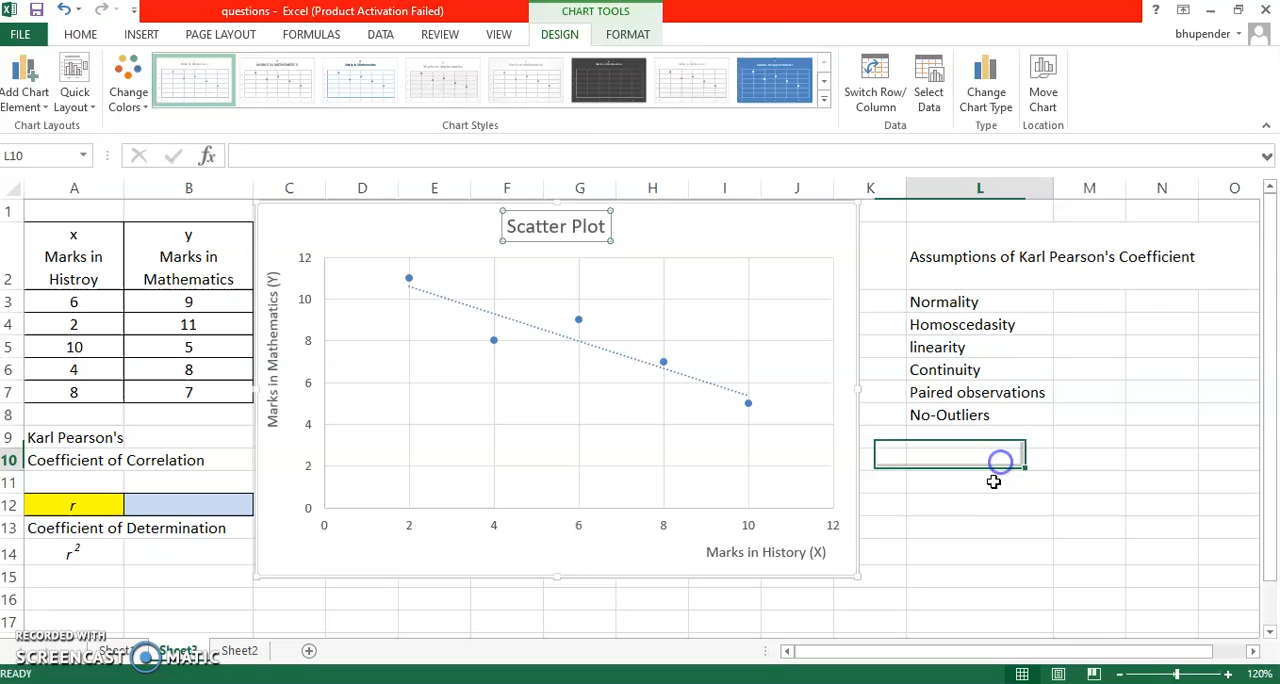 questions - Excel (Product Activation Failed)
CHART TOOLS
FILE HOME INSERT PAGE LAYOUT FORMULAS DATA REVIEW VIEW DESIGN FORMAT
bhupender
Add Chart Element
Quick Layout
Change Colors
Switch Row/ Column
Select Data
Change Chart Type
Move Chart
Chart Layouts
Chart Styles
Data
Type
Location
L10
fx
A B C D E F G H I J K L M N O
1
2
x
Marks in
Histroy
y
Marks in
Mathematics
3 6 9
4 2 11
5 10 5
6 4 8
7 8 7
8
9 Karl Pearson's
10 Coefficient of Correlation
11
12 r
13 Coefficient of Determination
14 r 2
15
16
17
Scatter Plot
Marks in Mathematics (Y)
12
10
8
6
4
2
0
0 2 4 6 8 10 12
Marks in History (X)
Assumptions of Karl Pearson's Coefficient
Normality
Homoscedasity
linearity
Continuity
Paired observations
No-Outliers
Sheet2
RECORDED WITH
SCREENCAST MATIC
READY
120%